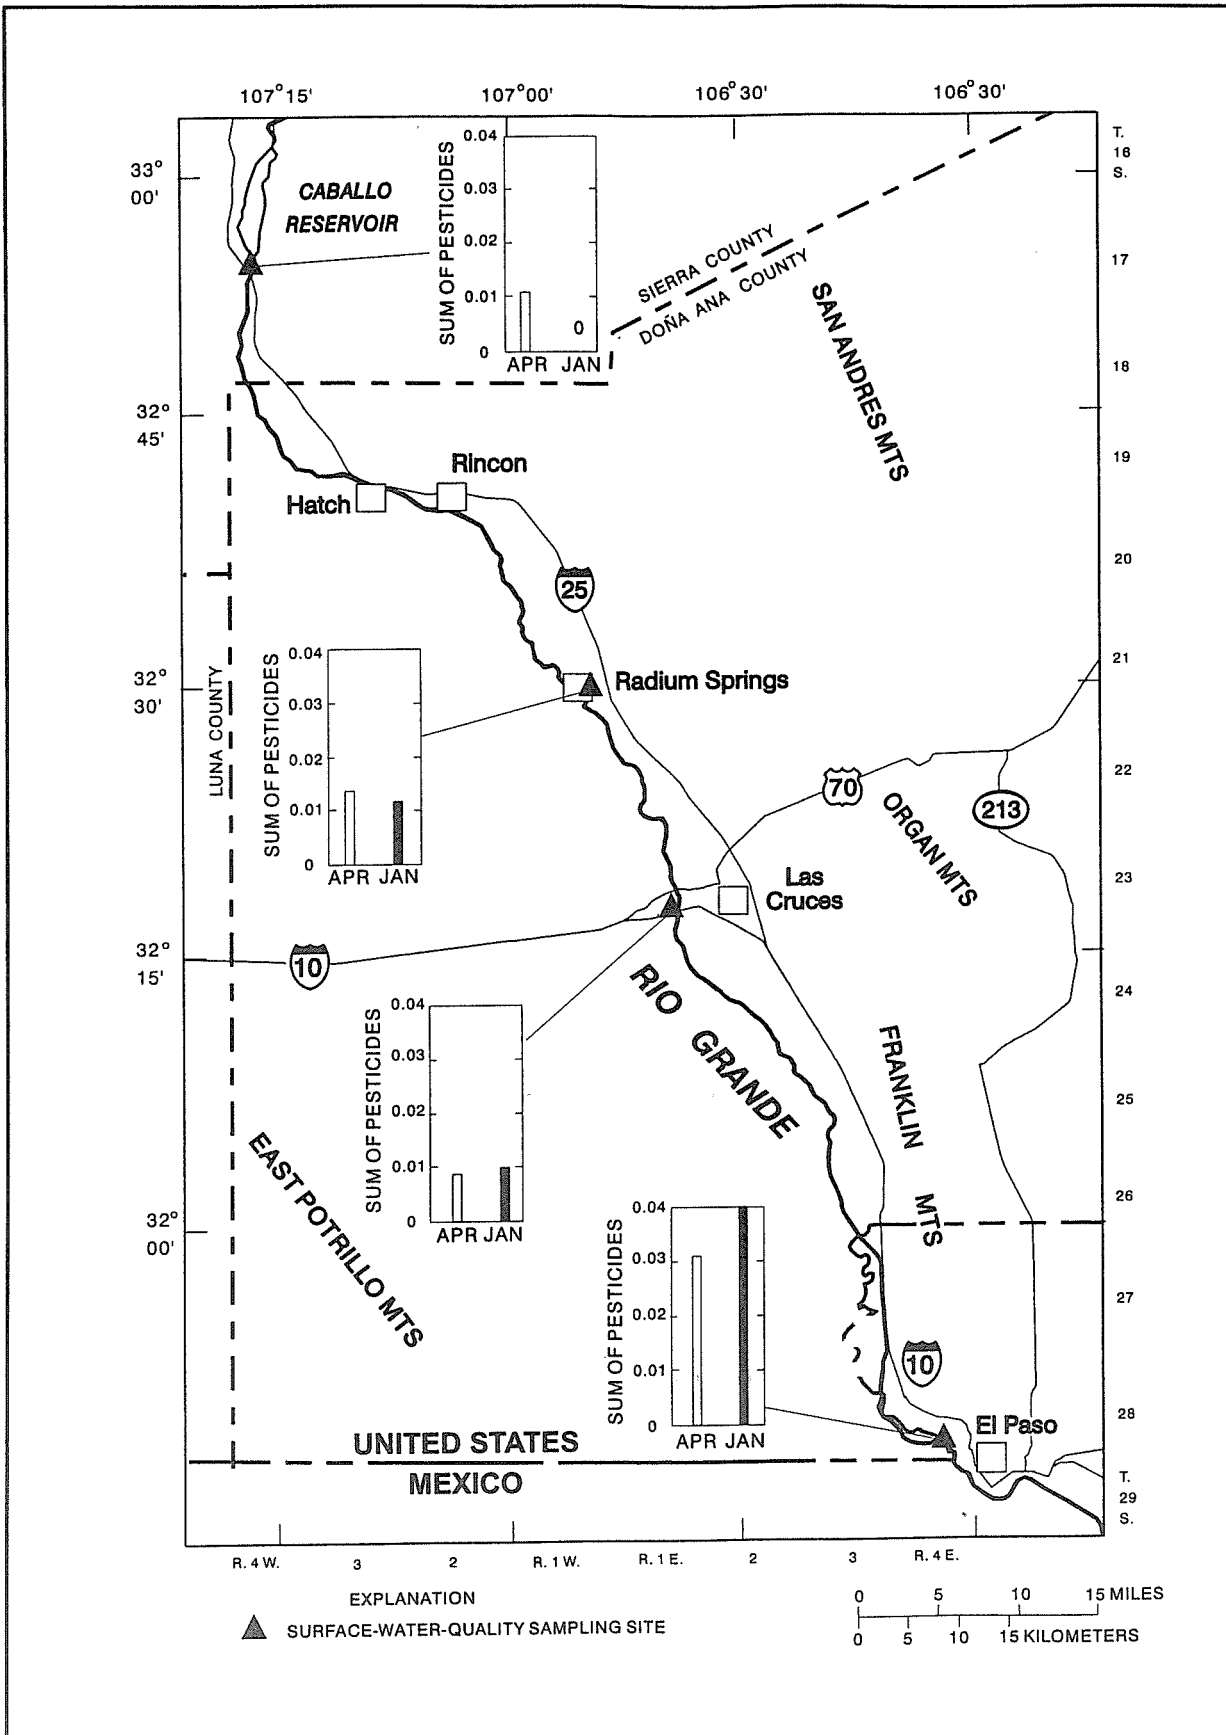 107°15'
107°00'
106°30'
106°30'
T.
16
S.
33°
00'
CABALLO
RESERVOIR
SUM OF PESTICIDES
0.04
0.03
0.02
0.01
0
0
APR JAN
SIERRA COUNTY
DOÑA ANA COUNTY
SAN ANDRES MTS
17
18
32°
45'
19
Rincon
Hatch
20
25
21
32°
30'
LUNA COUNTY
SUM OF PESTICIDES
0.04
0.03
0.02
0.01
0
APR JAN
Radium Springs
22
70
213
ORGAN MTS
23
Las
Cruces
32°
15'
10
24
RIO GRANDE
SUM OF PESTICIDES
0.04
0.03
0.02
0.01
0
APR JAN
FRANKLIN MTS
25
EAST POTRILLO MTS
26
32°
00'
SUM OF PESTICIDES
0.04
0.03
0.02
0.01
0
APR JAN
27
10
28
El Paso
UNITED STATES
MEXICO
T.
29
S.
R. 4 W.
3
2
R. 1 W.
R. 1 E.
2
3
R. 4 E.
EXPLANATION
SURFACE-WATER-QUALITY SAMPLING SITE
0 5 10 15 MILES
0 5 10 15 KILOMETERS